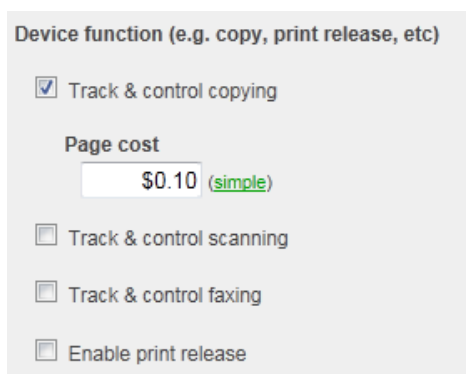 Device function (e.g. copy, print release, etc)
Track & control copying
Page cost
$0.10 (simple)
Track & control scanning
Track & control faxing
Enable print release